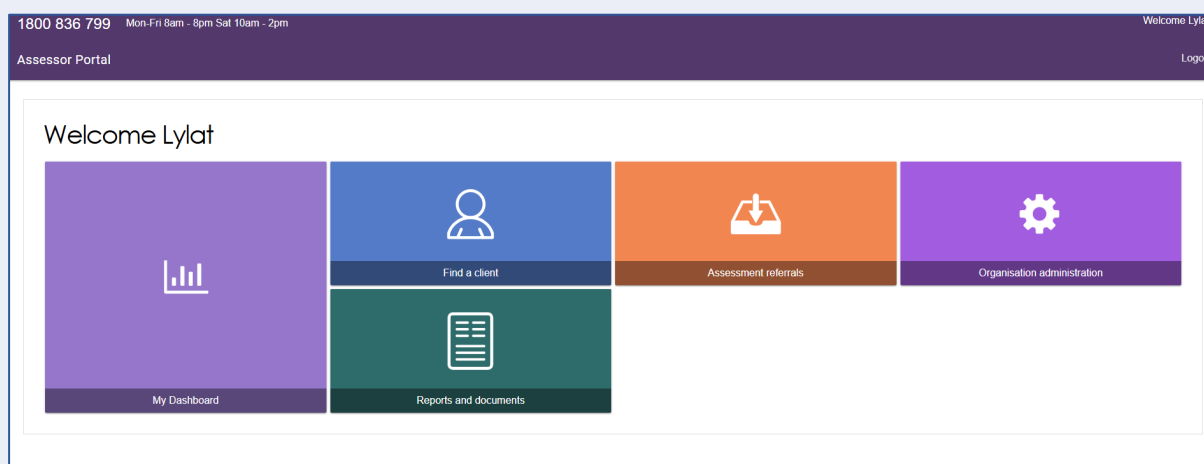 1800 836 799 Mon-Fri 8am - 8pm Sat 10am - 2pm
Welcome Lyla
Assessor Portal
Logo
Welcome Lylat
Find a client
Assessment referrals
Organisation administration
My Dashboard
Reports and documents